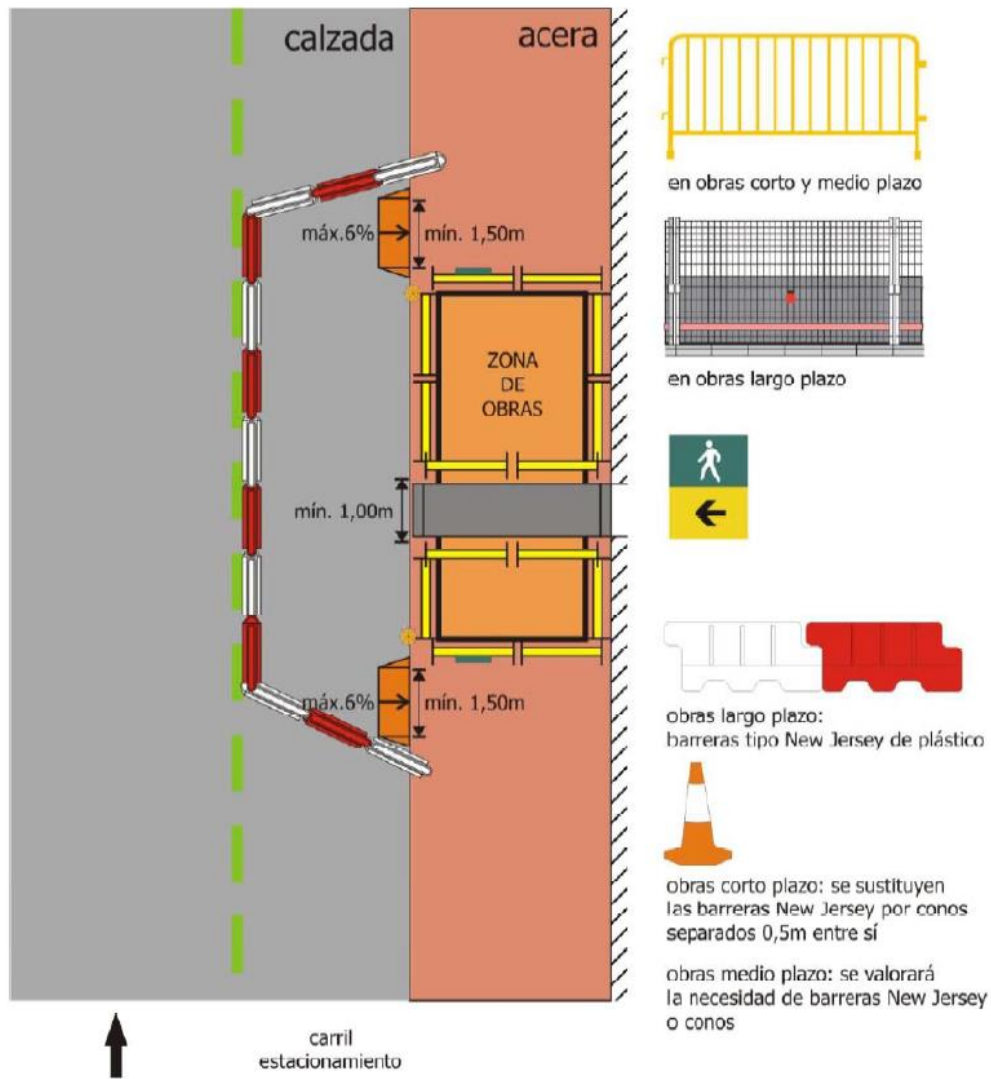 calzada
acera
máx.6%
mín. 1,50m
ZONA
DE
OBRAS
mín. 1,00m
máx.6%
mín. 1,50m
carril
estacionamiento
en obras corto y medio plazo
en obras largo plazo
obras largo plazo:
barreras tipo New Jersey de plástico
obras corto plazo: se sustituyen
las barreras New Jersey por conos
separados 0,5m entre sí
obras medio plazo: se valorará
la necesidad de barreras New Jersey
o conos